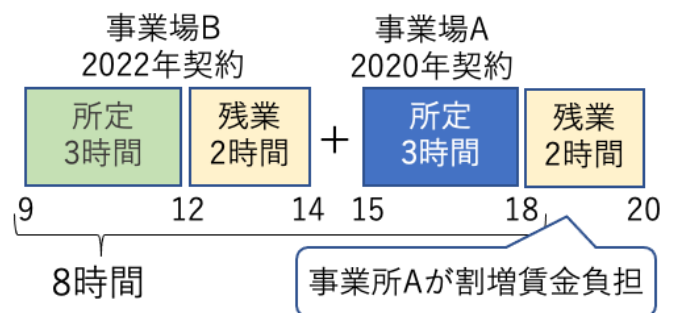 事業場B
2022年契約
事業場A
2020年契約
所定
3時間
残業
2時間
+
所定
3時間
残業
2時間
9
12
14
15
18
20
8時間
事業所Aが割増賃金負担